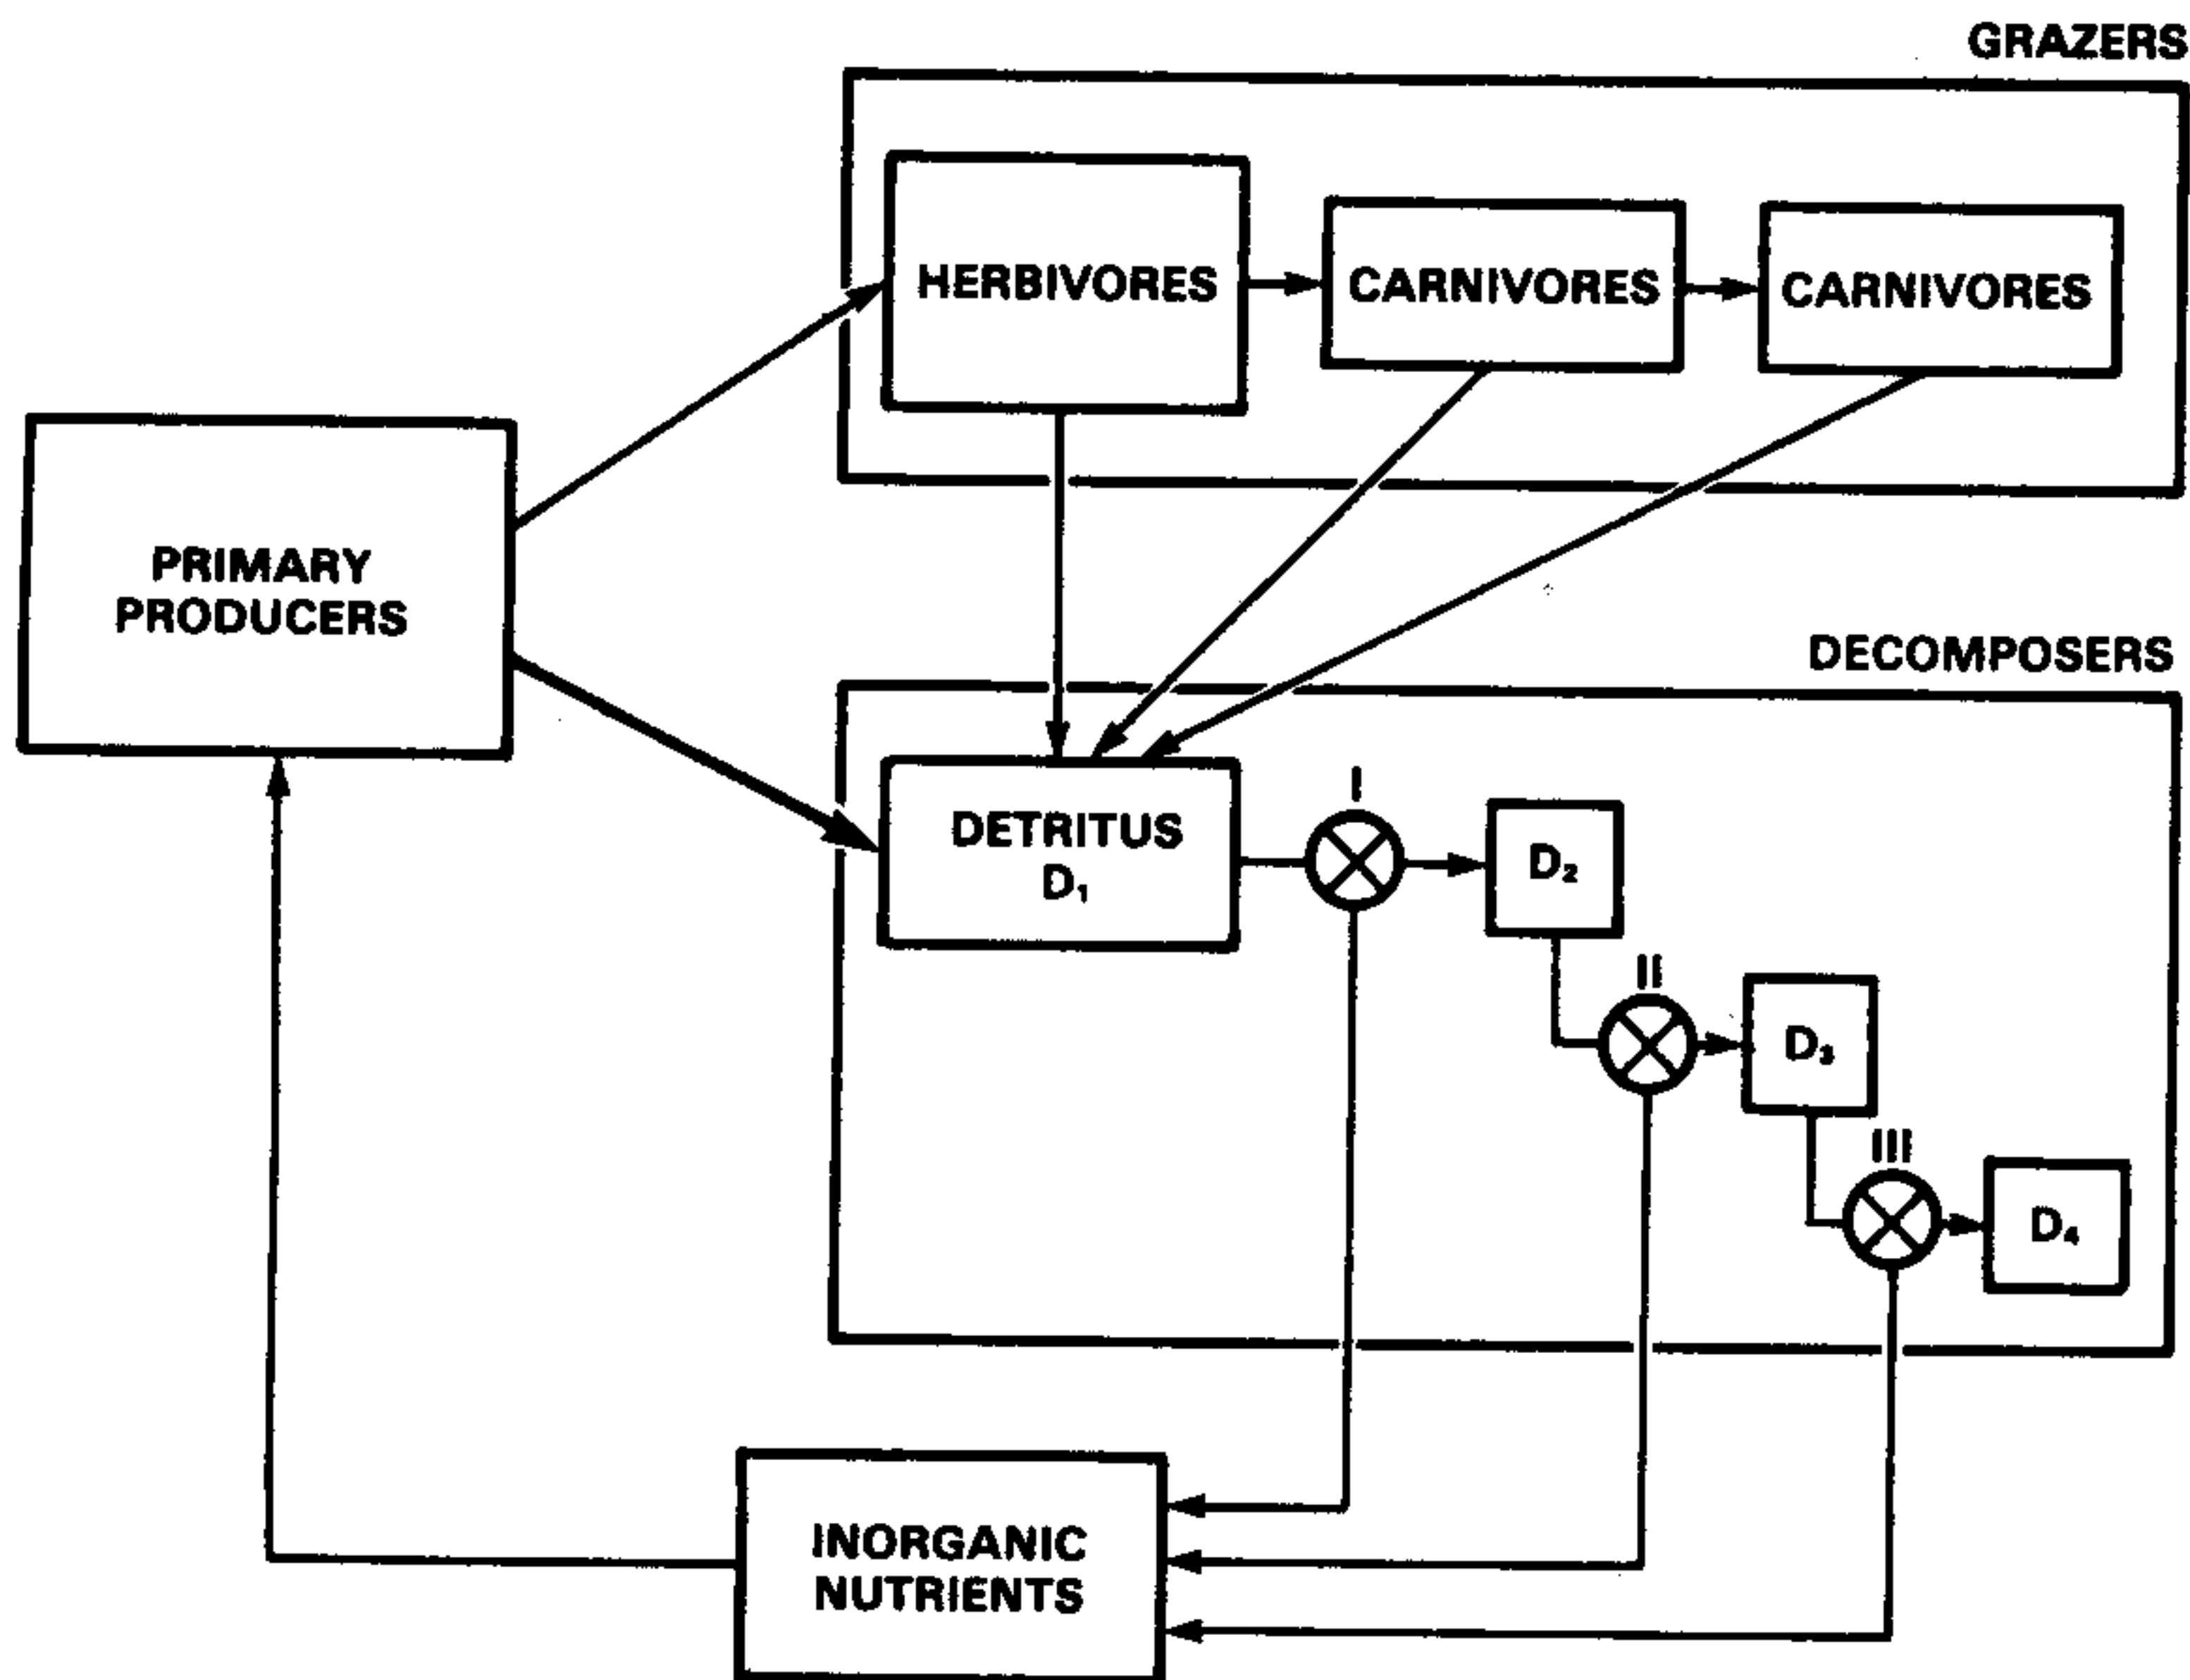 GRAZERS
HERBIVORES
CARNIVORES
CARNIVORES
PRIMARY
PRODUCERS
DECOMPOSERS
DETRITUS
D₁
I
D₂
II
D₃
III
D₄
INORGANIC
NUTRIENTS